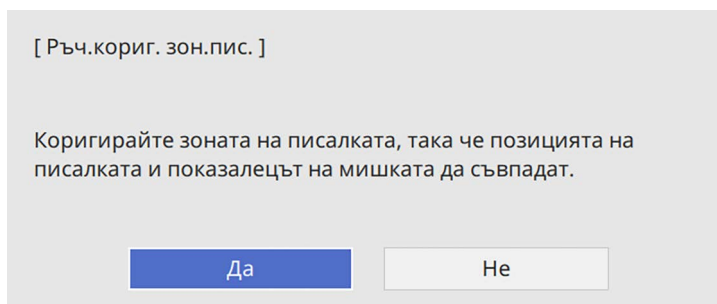 [ Ръч.кориг. зон.пис. ]
Коригирайте зоната на писалката, така че позицията на
писалката и показалецът на мишката да съвпадат.
Да
Не